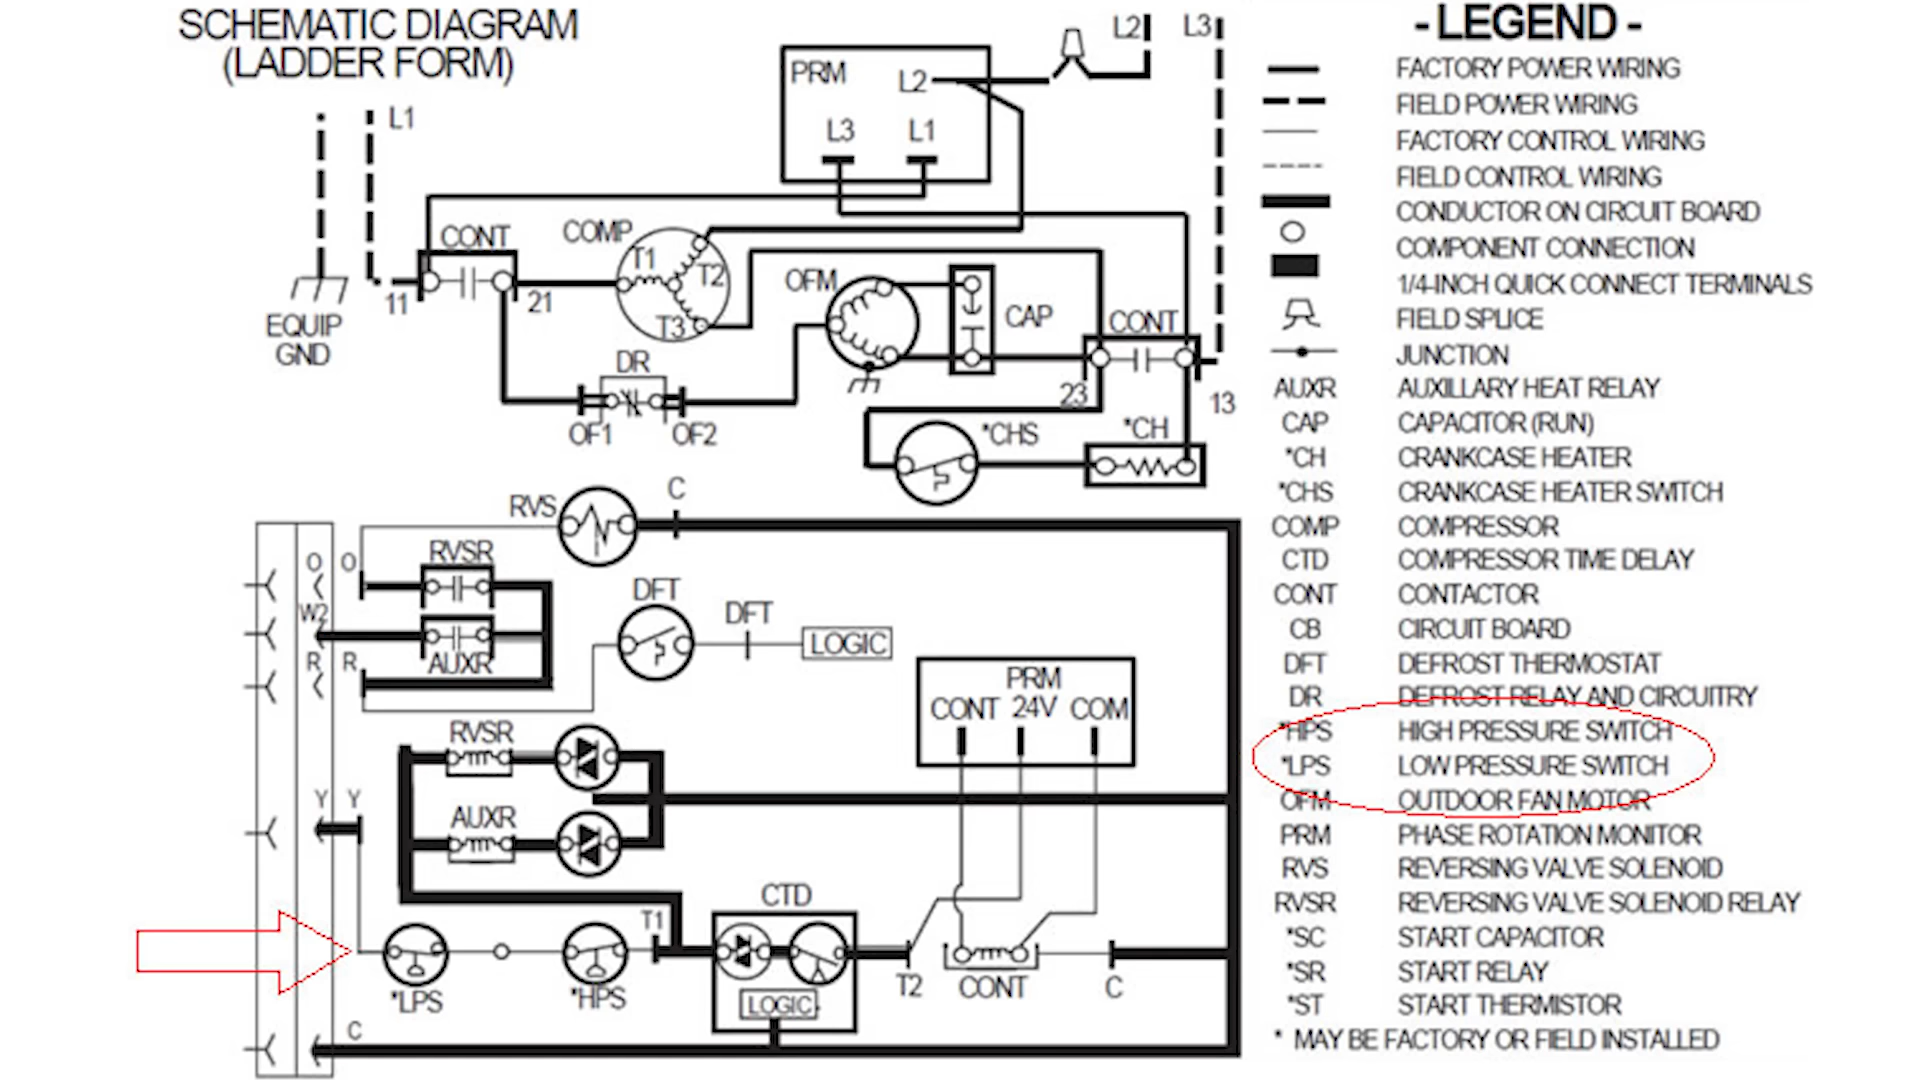 SCHEMATIC DIAGRAM
(LADDER FORM)
L1
EQUIP
GND
PRM
L2
L3
L1
L2
L3
CONT
11
21
COMP
T1
T2
T3
OFM
CAP
CONT
23
13
DR
OF1
OF2
*CHS
*CH
RVS
C
O
O
RVSR
W2
AUXR
R
R
DFT
DFT
LOGIC
PRM
CONT
24V
COM
RVSR
AUXR
Y
Y
CTD
T1
*LPS
*HPS
LOGIC
T2
CONT
C
C
- LEGEND -
FACTORY POWER WIRING
FIELD POWER WIRING
FACTORY CONTROL WIRING
FIELD CONTROL WIRING
CONDUCTOR ON CIRCUIT BOARD
COMPONENT CONNECTION
1/4-INCH QUICK CONNECT TERMINALS
FIELD SPLICE
JUNCTION
AUXR AUXILLARY HEAT RELAY
CAP CAPACITOR (RUN)
*CH CRANKCASE HEATER
*CHS CRANKCASE HEATER SWITCH
COMP COMPRESSOR
CTD COMPRESSOR TIME DELAY
CONT CONTACTOR
CB CIRCUIT BOARD
DFT DEFROST THERMOSTAT
DR DEFROST RELAY AND CIRCUITRY
*HPS HIGH PRESSURE SWITCH
*LPS LOW PRESSURE SWITCH
OFM OUTDOOR FAN MOTOR
PRM PHASE ROTATION MONITOR
RVS REVERSING VALVE SOLENOID
RVSR REVERSING VALVE SOLENOID RELAY
*SC START CAPACITOR
*SR START RELAY
*ST START THERMISTOR
* MAY BE FACTORY OR FIELD INSTALLED